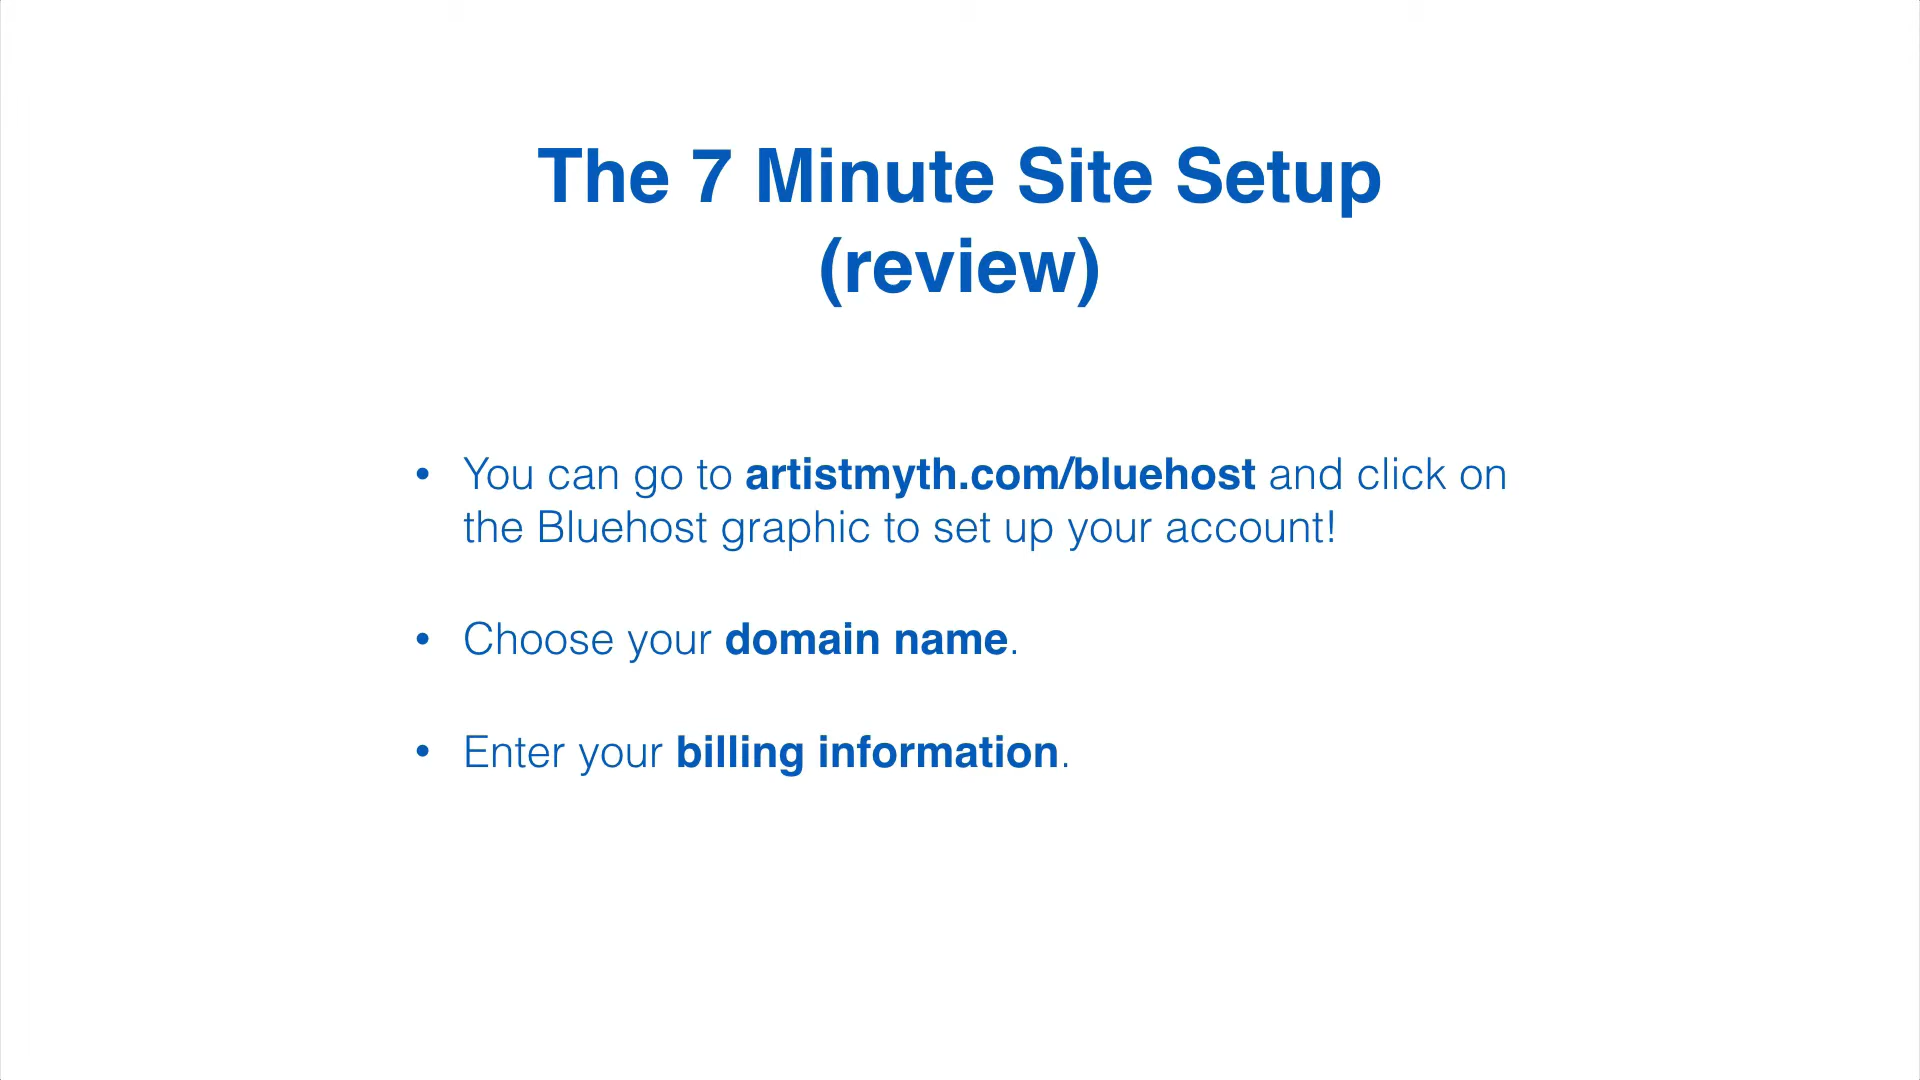 The 7 Minute Site Setup
(review)
• You can go to artistmyth.com/bluehost and click on
the Bluehost graphic to set up your account!
• Choose your domain name.
• Enter your billing information.